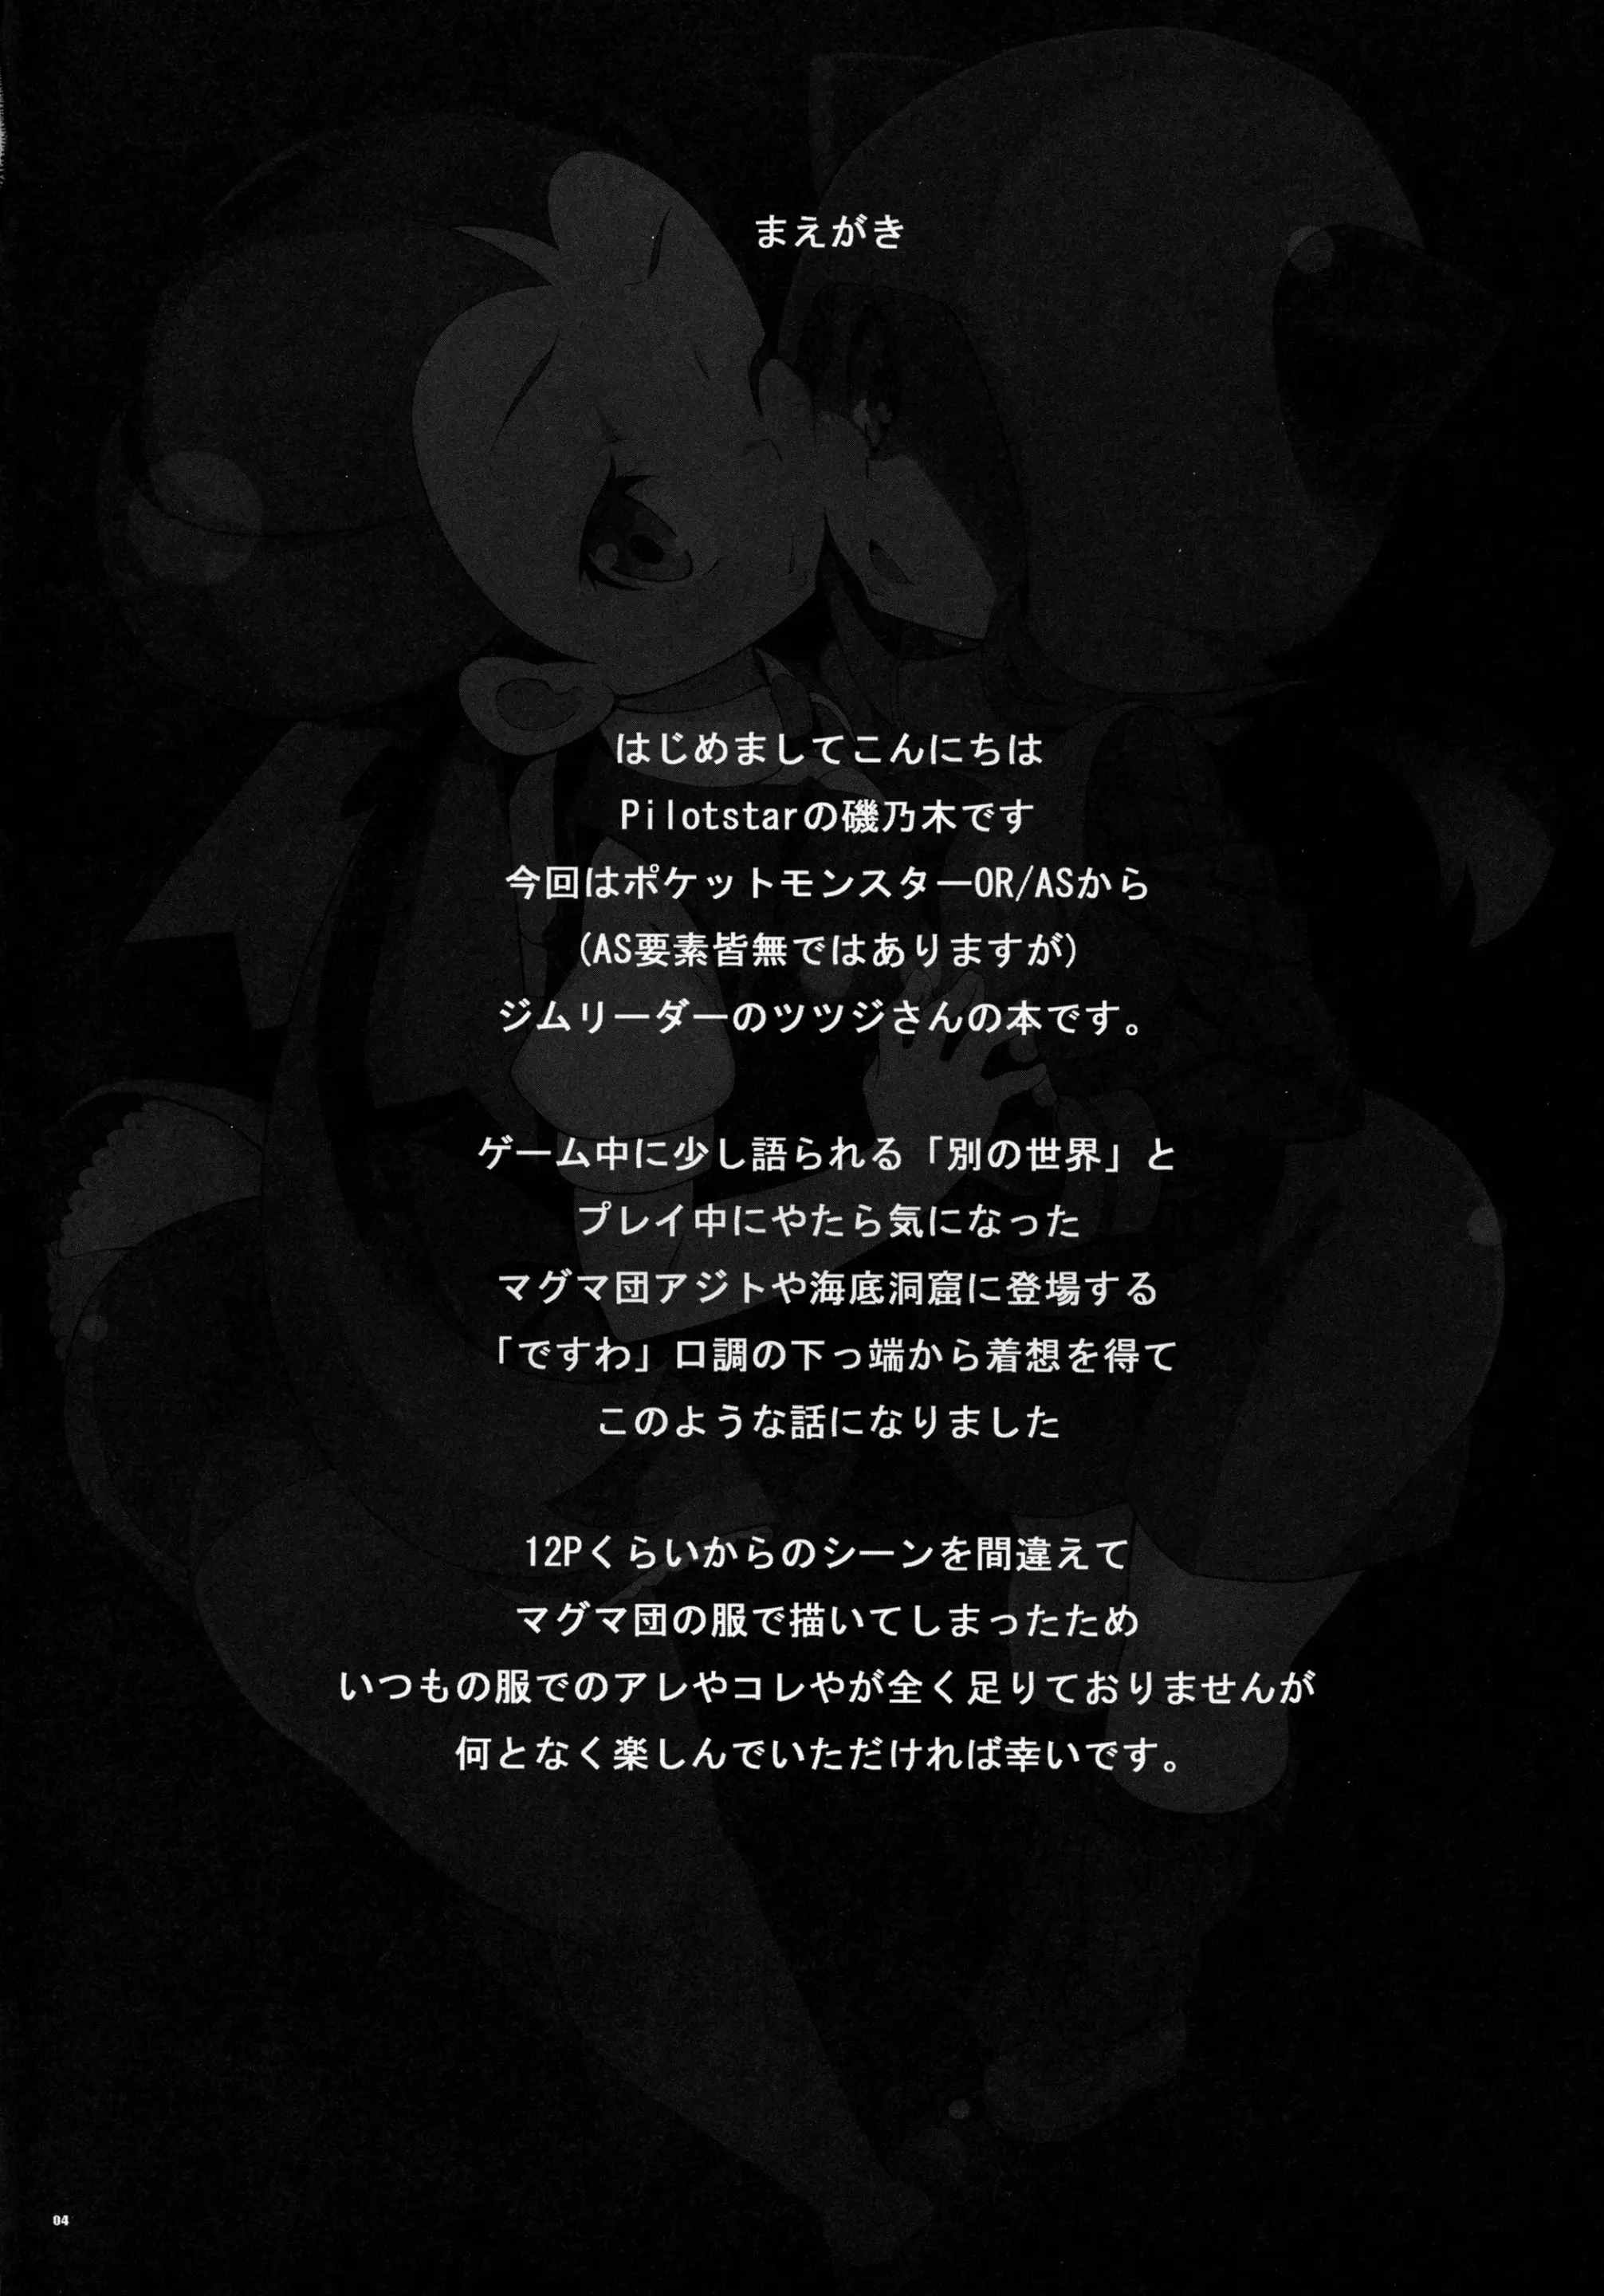 まえがき
はじめましてこんにちは
Pilotstarの磯乃木です
今回はポケットモンスターOR/ASから
(AS要素皆無ではありますが)
ジムリーダーのツツジさんの本です。
ゲーム中に少し語られる「別の世界」と
プレイ中にやたら気になった
マグマ団アジトや海底洞窟に登場する
「ですわ」口調の下っ端から着想を得て
このような話になりました
12Pくらいからのシーンを間違えて
マグマ団の服で描いてしまったため
いつもの服でのアレやコレやが全く足りておりませんが
何となく楽しんでいただければ幸いです。
04